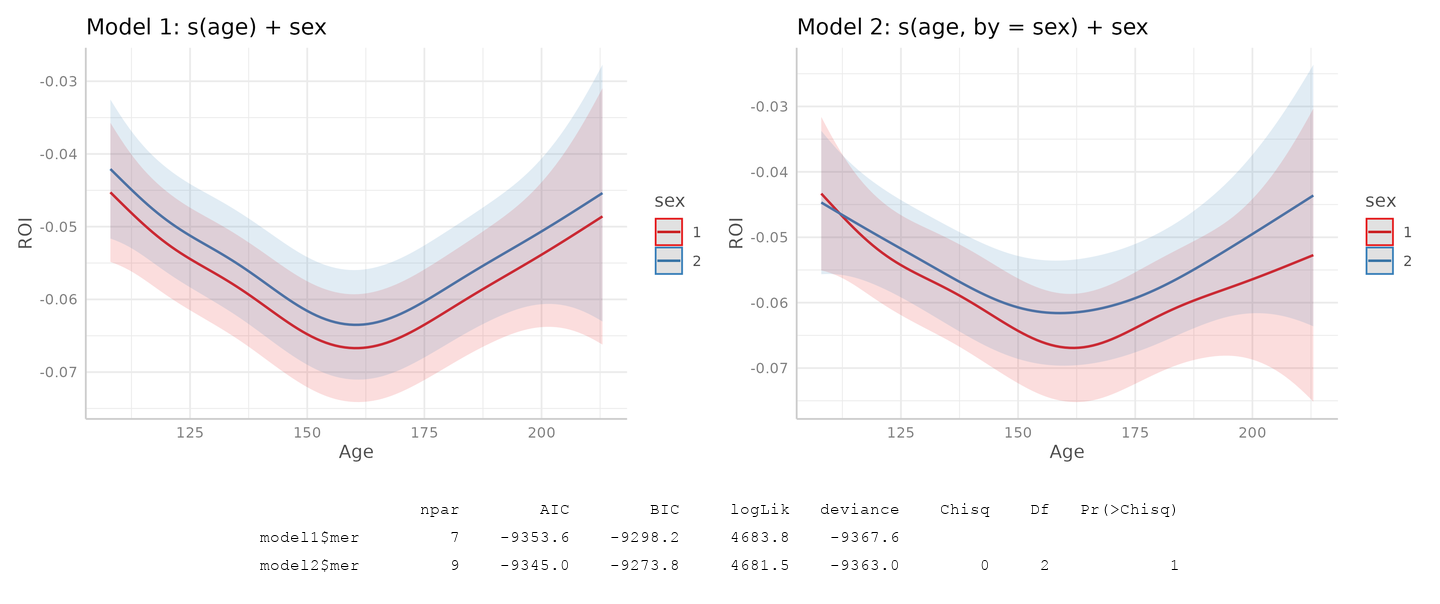 Model 1: s(age) + sex
-0.03
-0.04
-0.05
-0.06
-0.07
ROI
125 150 175 200
Age
sex
1
2
Model 2: s(age, by = sex) + sex
-0.03
-0.04
-0.05
-0.06
-0.07
ROI
125 150 175 200
Age
sex
1
2
npar AIC BIC logLik deviance Chisq Df Pr(>Chisq)
model1$mer 7 -9353.6 -9298.2 4683.8 -9367.6
model2$mer 9 -9345.0 -9273.8 4681.5 -9363.0 0 2 1